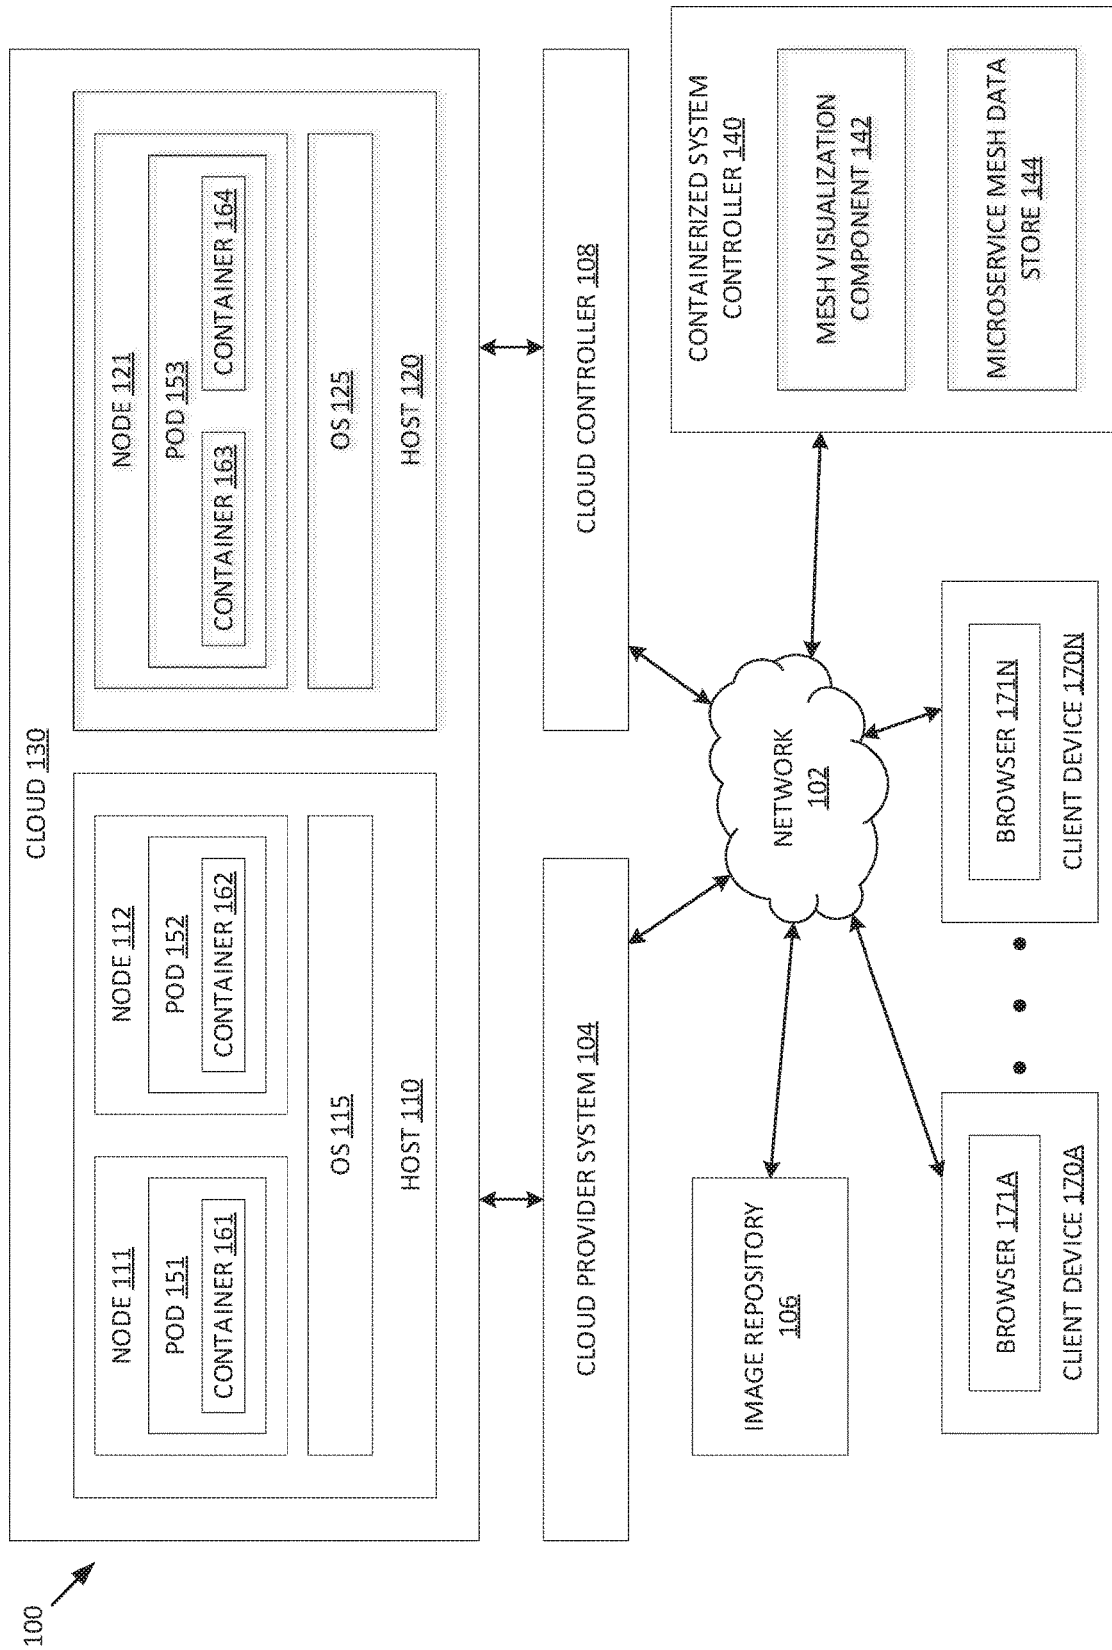 100
CLOUD 130
NODE 111
POD 151
CONTAINER 161
NODE 112
POD 152
CONTAINER 162
OS 115
HOST 110
NODE 121
POD 153
CONTAINER 163
CONTAINER 164
OS 125
HOST 120
CLOUD PROVIDER SYSTEM 104
CLOUD CONTROLLER 108
IMAGE REPOSITORY
106
NETWORK
102
CONTAINERIZED SYSTEM
CONTROLLER 140
MESH VISUALIZATION
COMPONENT 142
MICROSERVICE MESH DATA
STORE 144
BROWSER 171A
CLIENT DEVICE 170A
BROWSER 171N
CLIENT DEVICE 170N